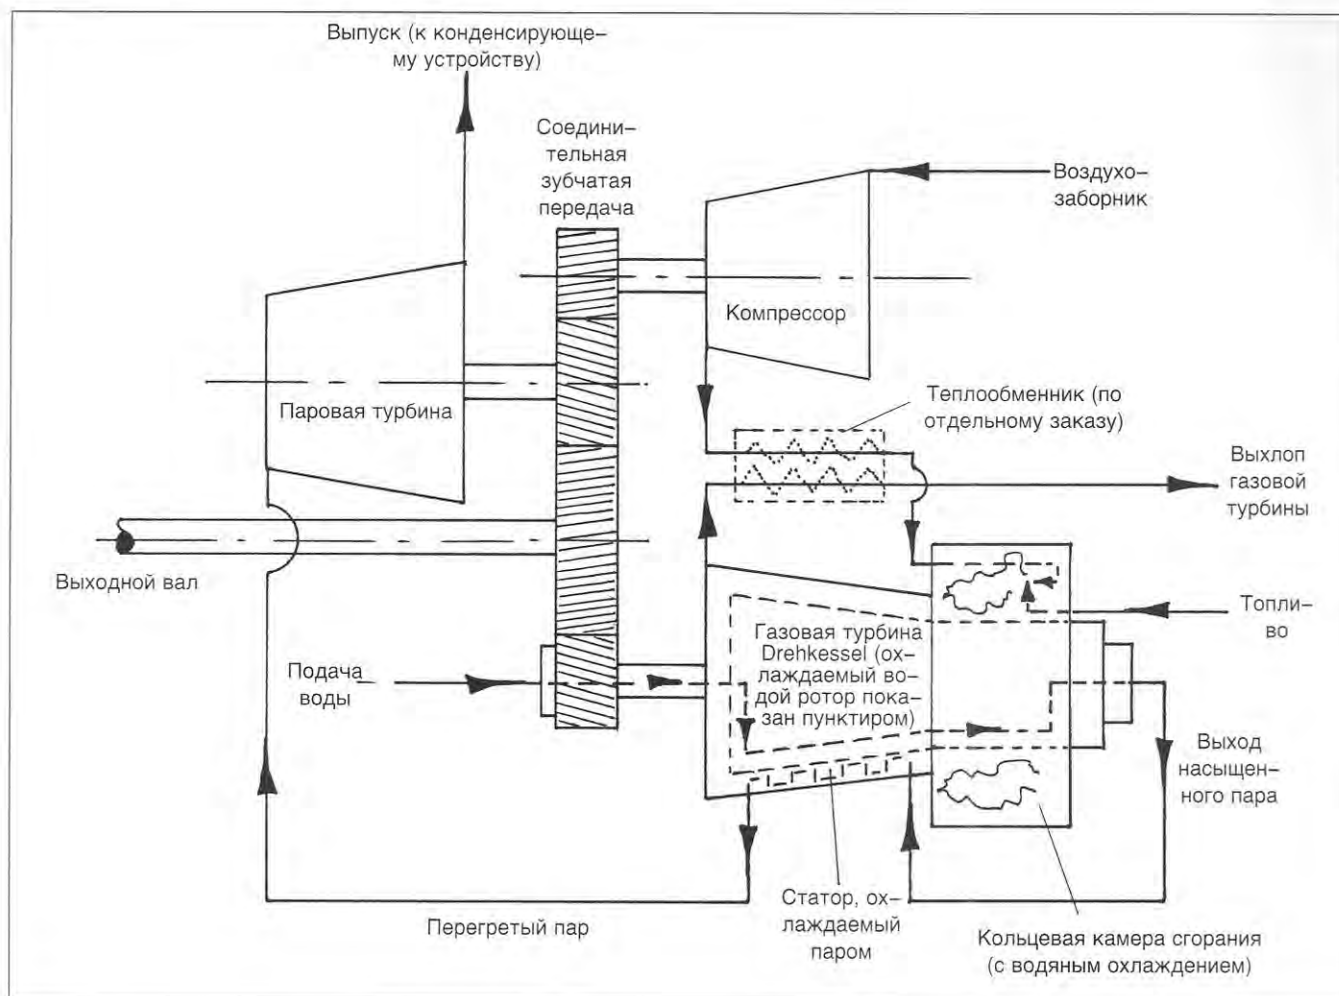 Выпуск (к конденсирующе–
му устройству)
Соедини–
тельная
зубчатая
передача
Воздухо–
заборник
Компрессор
Паровая турбина
Теплообменник (по
отдельному заказу)
Выхлоп
газовой
турбины
Выходной вал
Топли–
во
Газовая турбина
Drehkessel (ох–
лаждаемый во–
дой ротор пока–
зан пунктиром)
Подача
воды
Выход
насыщен–
ного пара
Статор, ох–
лаждаемый
паром
Перегретый пар
Кольцевая камера сгорания
(с водяным охлаждением)